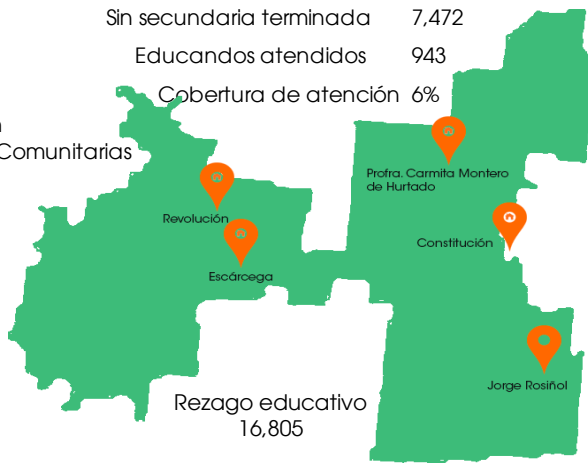 Sin secundaria terminada 7,472
Educandos atendidos 943
Cobertura de atención 6%
Comunitarias
Profra. Carmita Montero
de Hurtado
Revolución
Constitución
Escárcega
Jorge Rosiñol
Rezago educativo
16,805